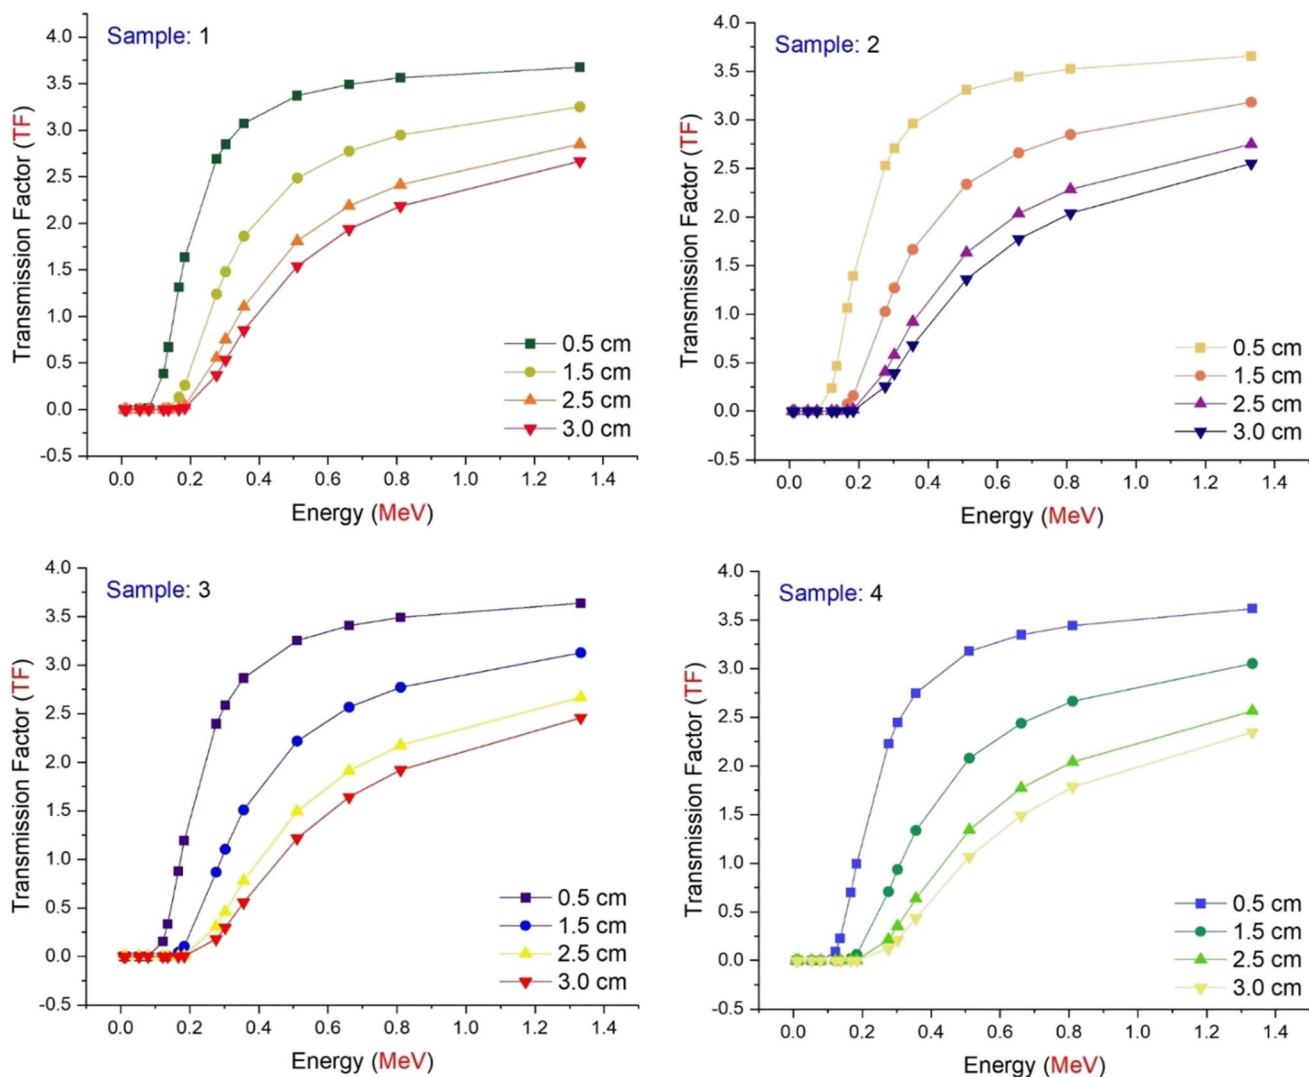 Sample: 1
4.0
3.5
3.0
2.5
2.0
1.5
1.0
0.5
0.0
-0.5
Transmission Factor (TF)
0.5 cm
1.5 cm
2.5 cm
3.0 cm
0.0 0.2 0.4 0.6 0.8 1.0 1.2 1.4
Energy (MeV)
Sample: 2
4.0
3.5
3.0
2.5
2.0
1.5
1.0
0.5
0.0
-0.5
Transmission Factor (TF)
0.5 cm
1.5 cm
2.5 cm
3.0 cm
0.0 0.2 0.4 0.6 0.8 1.0 1.2 1.4
Energy (MeV)
Sample: 3
4.0
3.5
3.0
2.5
2.0
1.5
1.0
0.5
0.0
-0.5
Transmission Factor (TF)
0.5 cm
1.5 cm
2.5 cm
3.0 cm
0.0 0.2 0.4 0.6 0.8 1.0 1.2 1.4
Energy (MeV)
Sample: 4
4.0
3.5
3.0
2.5
2.0
1.5
1.0
0.5
0.0
-0.5
Transmission Factor (TF)
0.5 cm
1.5 cm
2.5 cm
3.0 cm
0.0 0.2 0.4 0.6 0.8 1.0 1.2 1.4
Energy (MeV)